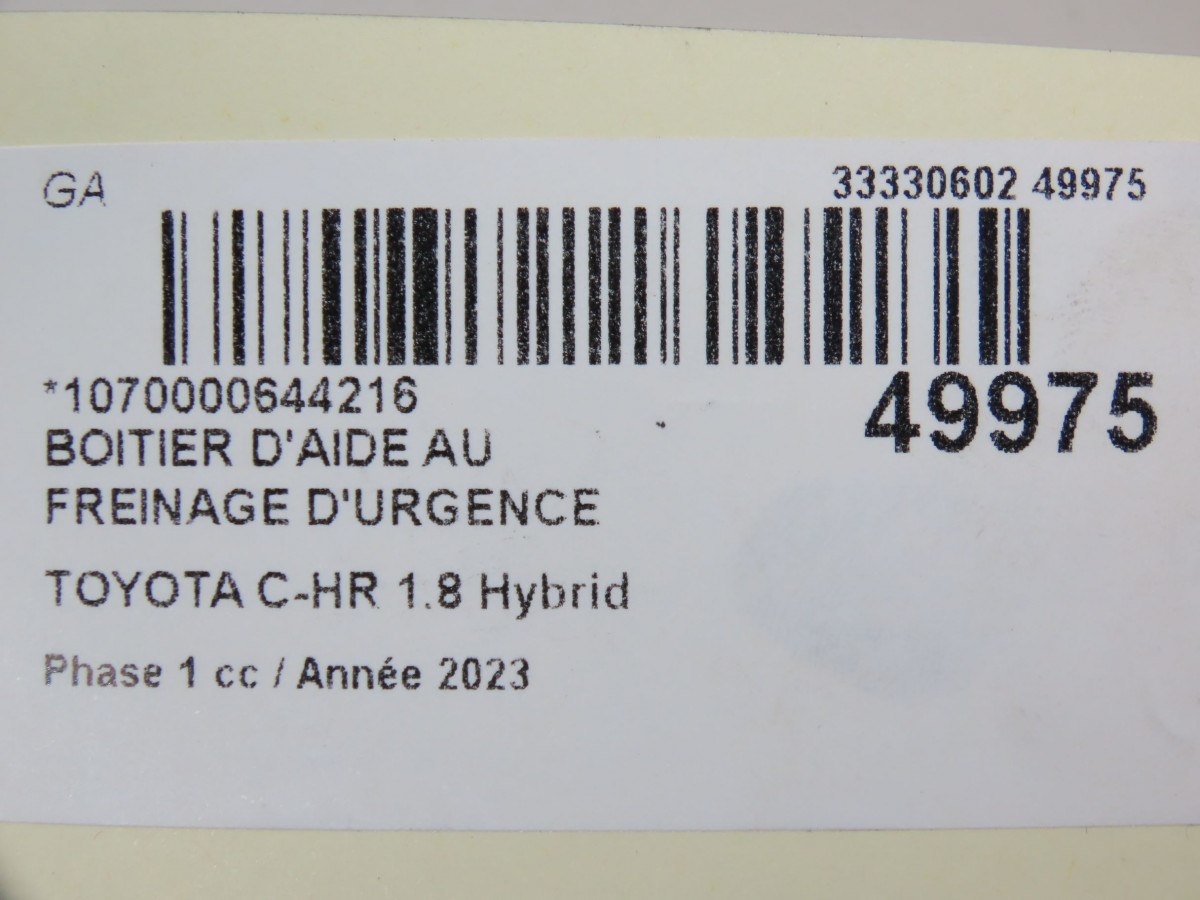 GA
33330602 49975
*1070000644216
49975
BOITIER D'AIDE AU
FREINAGE D'URGENCE
TOYOTA C-HR 1.8 Hybrid
Phase 1 cc / Année 2023